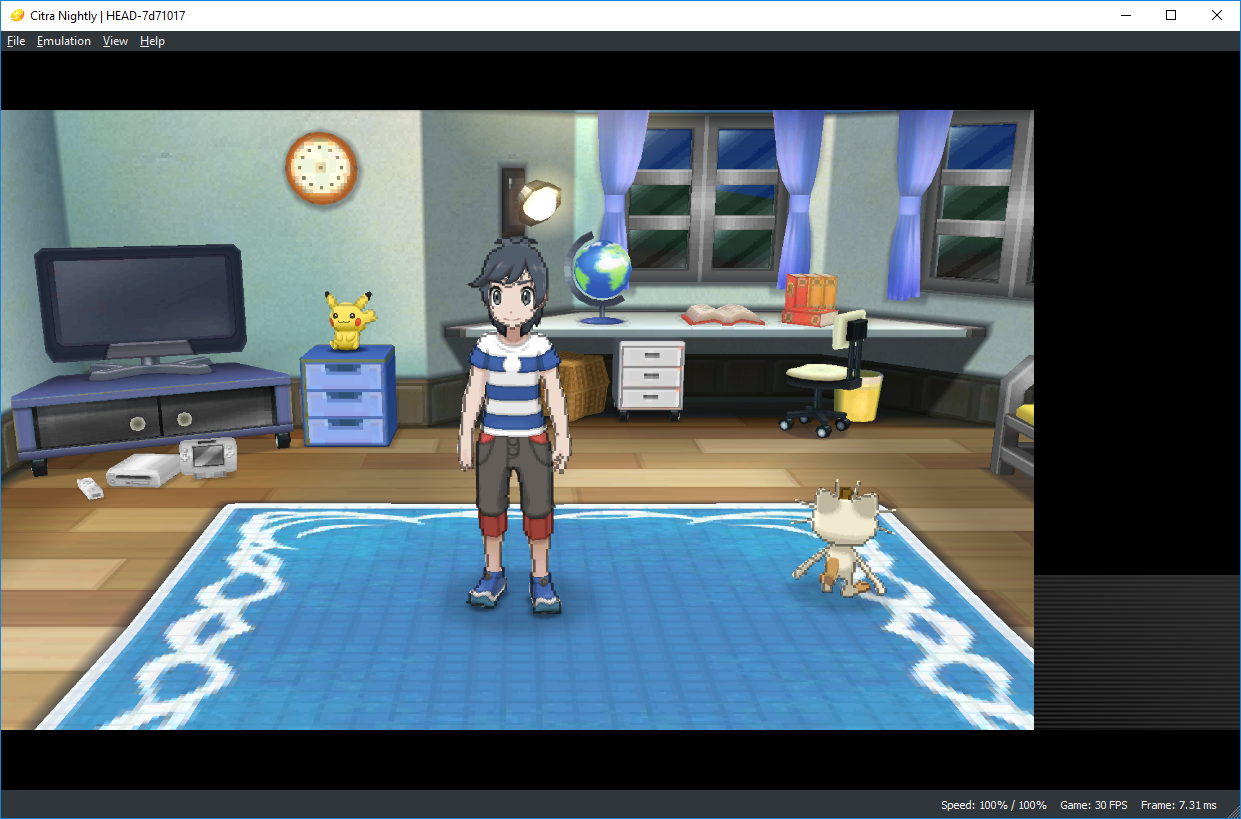 Citra Nightly | HEAD-7d71017
File Emulation View Help
Speed: 100% / 100% Game: 30 FPS Frame: 7.31 ms